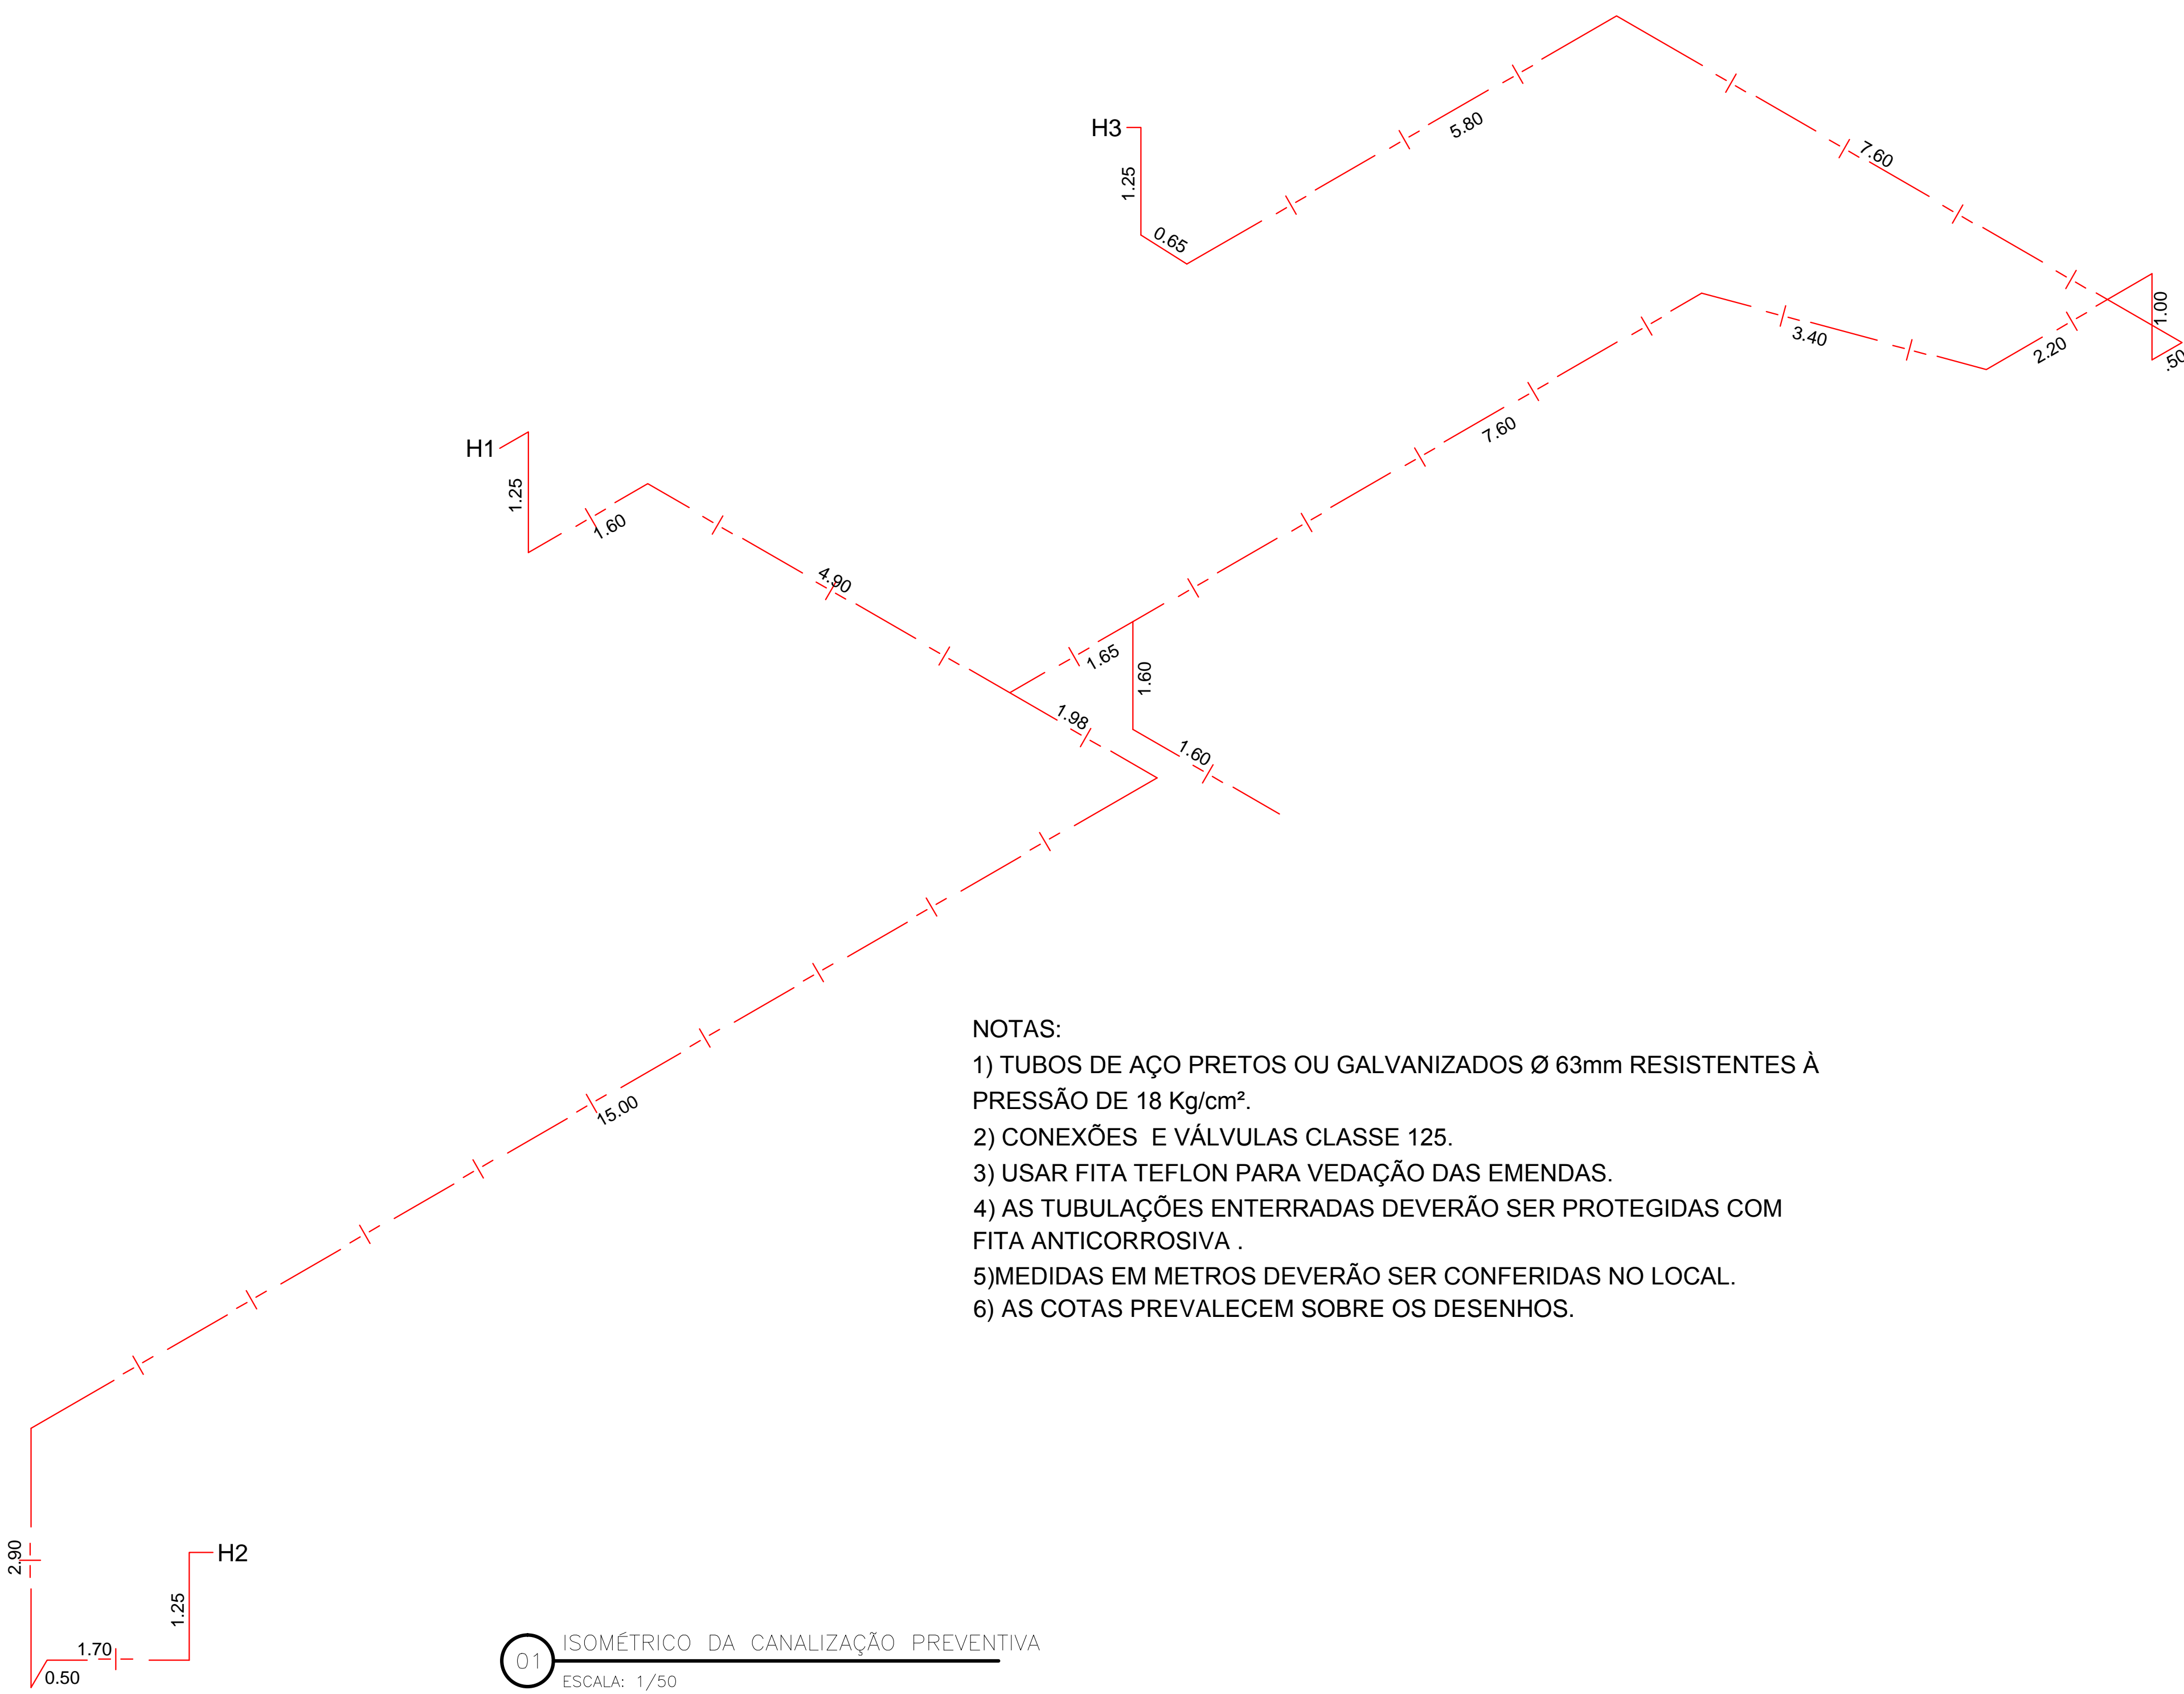 H3
5.80
7.60
1.25
0.65
1.00
.50
3.40
2.20
7.60
H1
1.25
1.60
4.90
1.65
1.60
1.98
1.60
15.00
NOTAS:
1) TUBOS DE AÇO PRETOS OU GALVANIZADOS Ø 63mm RESISTENTES À
PRESSÃO DE 18 Kg/cm².
2) CONEXÕES E VÁLVULAS CLASSE 125.
3) USAR FITA TEFLON PARA VEDAÇÃO DAS EMENDAS.
4) AS TUBULAÇÕES ENTERRADAS DEVERÃO SER PROTEGIDAS COM
FITA ANTICORROSIVA .
5)MEDIDAS EM METROS DEVERÃO SER CONFERIDAS NO LOCAL.
6) AS COTAS PREVALECEM SOBRE OS DESENHOS.
2.90
H2
1.25
1.70
0.50
01
ISOMÉTRICO DA CANALIZAÇÃO PREVENTIVA
ESCALA: 1/50